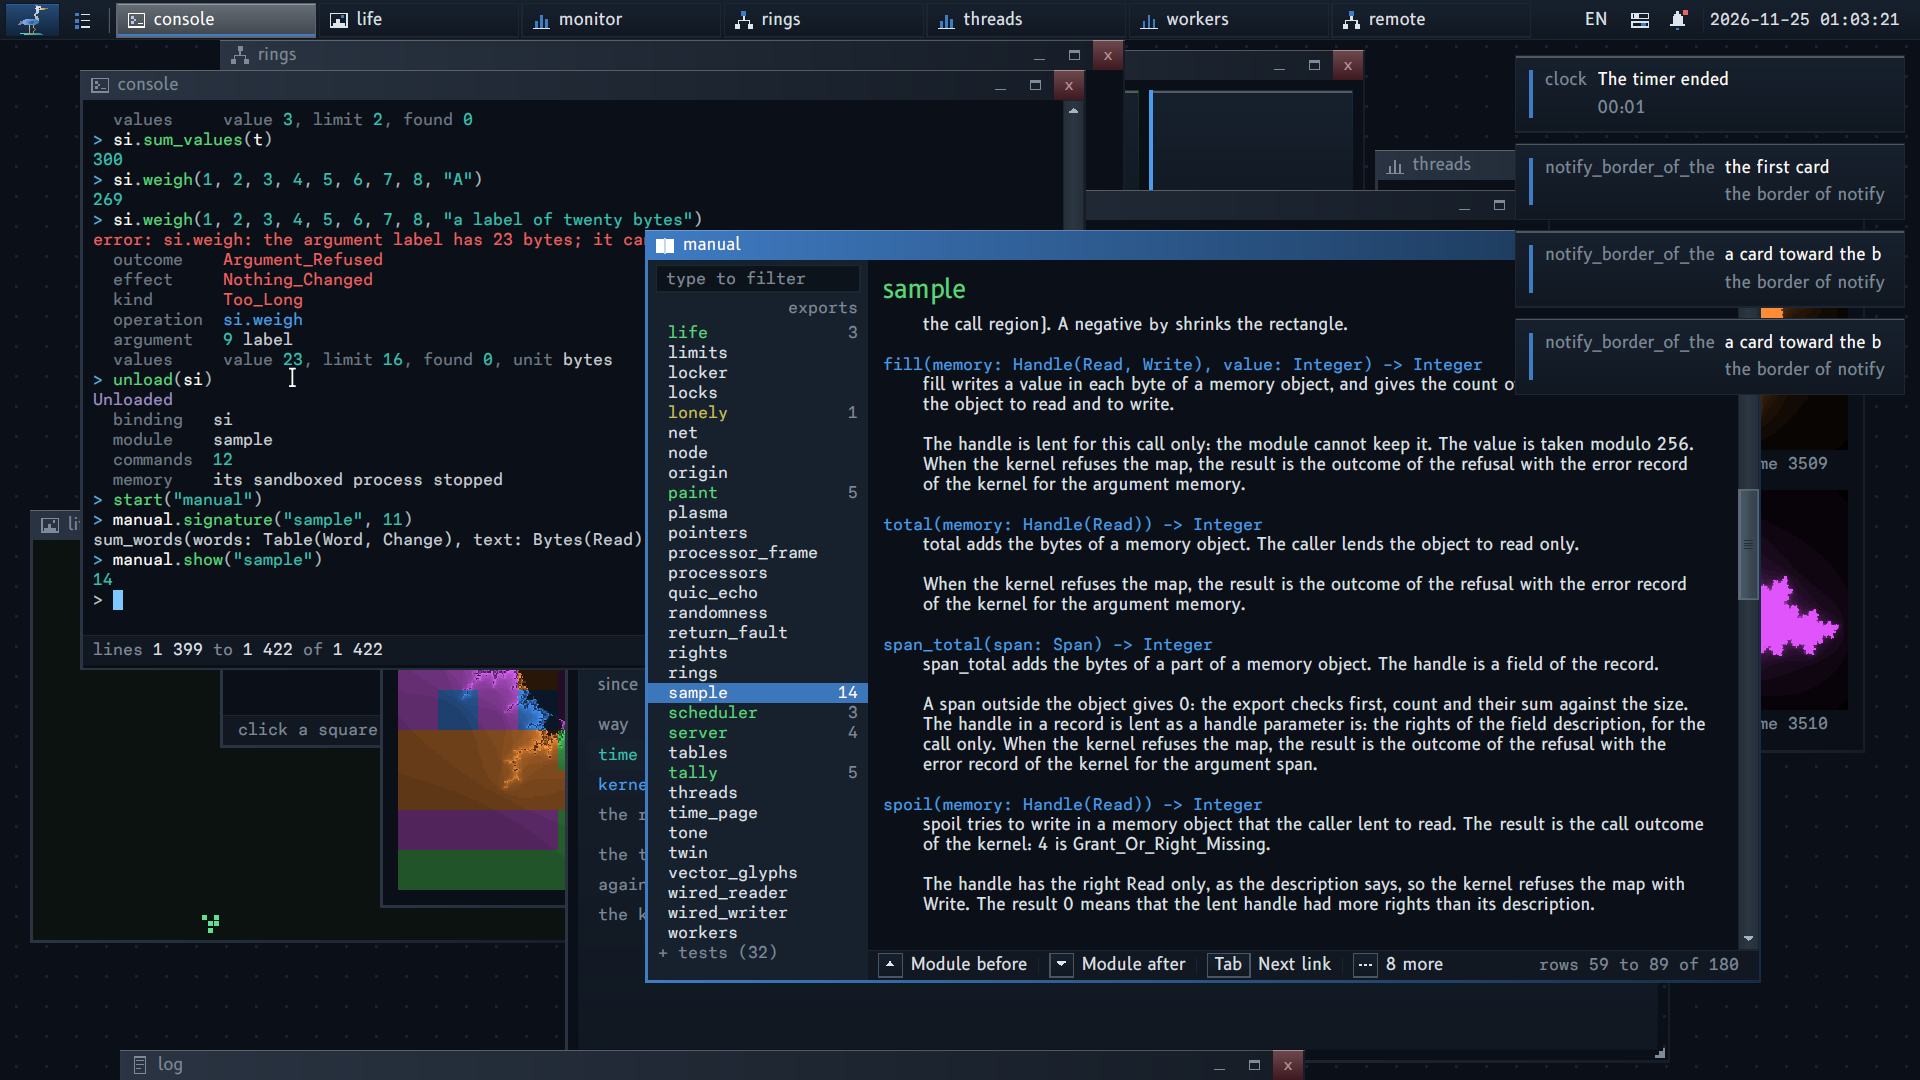 console
life
monitor
rings
threads
workers
remote
EN
2026-11-25 01:03:21
rings
console
values value 3, limit 2, found 0
> si.sum_values(t)
300
> si.weigh(1, 2, 3, 4, 5, 6, 7, 8, "A")
269
> si.weigh(1, 2, 3, 4, 5, 6, 7, 8, "a label of twenty bytes")
error: si.weigh: the argument label has 23 bytes; it ca
outcome Argument_Refused
effect Nothing_Changed
kind Too_Long
operation si.weigh
argument 9 label
values value 23, limit 16, found 0, unit bytes
> unload(si)
Unloaded
binding si
module sample
commands 12
memory its sandboxed process stopped
> start("manual")
> manual.signature("sample", 11)
sum_words(words: Table(Word, Change), text: Bytes(Read)
> manual.show("sample")
14
>
lines 1 399 to 1 422 of 1 422
li
click a square
since
way
time
kerne
the r
the t
again
the k
log
threads
clock The timer ended
00:01
notify_border_of_the the first card
the border of notify
notify_border_of_the a card toward the b
the border of notify
notify_border_of_the a card toward the b
the border of notify
me 3509
me 3510
manual
type to filter
exports
life 3
limits
locker
locks
lonely 1
net
node
origin
paint 5
plasma
pointers
processor_frame
processors
quic_echo
randomness
return_fault
rights
rings
sample 14
scheduler 3
server 4
tables
tally 5
threads
time_page
tone
twin
vector_glyphs
wired_reader
wired_writer
workers
+ tests (32)
sample
the call region]. A negative by shrinks the rectangle.
fill(memory: Handle(Read, Write), value: Integer) -> Integer
fill writes a value in each byte of a memory object, and gives the count o
the object to read and to write.
The handle is lent for this call only: the module cannot keep it. The value is taken modulo 256.
When the kernel refuses the map, the result is the outcome of the refusal with the error record
of the kernel for the argument memory.
total(memory: Handle(Read)) -> Integer
total adds the bytes of a memory object. The caller lends the object to read only.
When the kernel refuses the map, the result is the outcome of the refusal with the error record
of the kernel for the argument memory.
span_total(span: Span) -> Integer
span_total adds the bytes of a part of a memory object. The handle is a field of the record.
A span outside the object gives 0: the export checks first, count and their sum against the size.
The handle in a record is lent as a handle parameter is: the rights of the field description, for the
call only. When the kernel refuses the map, the result is the outcome of the refusal with the
error record of the kernel for the argument span.
spoil(memory: Handle(Read)) -> Integer
spoil tries to write in a memory object that the caller lent to read. The result is the call outcome
of the kernel: 4 is Grant_Or_Right_Missing.
The handle has the right Read only, as the description says, so the kernel refuses the map with
Write. The result 0 means that the lent handle had more rights than its description.
Module before
Module after
Tab Next link
8 more
rows 59 to 89 of 180